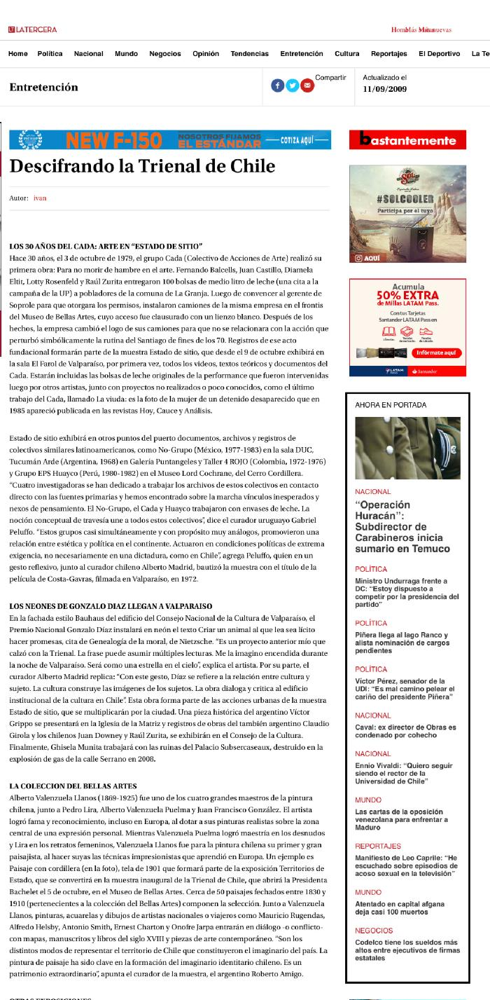 LT LATERCERA
Home Política Nacional Mundo Negocios Opinión Tendencias Entretención Cultura Reportajes El Deportivo La Te
Entretención
Compartir
Actualizado el
11/09/2009
NEW F-150
NOSOTROS FIJAMOS
EL ESTÁNDAR
COTIZA AQUÍ
Descifrando la Trienal de Chile
Autor: ivan
LOS 30 AÑOS DEL CADA: ARTE EN “ESTADO DE SITIO”
Hace 30 años, el 3 de octubre de 1979, el grupo Cada (Colectivo de Acciones de Arte) realizó su
primera obra: Para no morir de hambre en el arte. Fernando Balcells, Juan Castillo, Diamela
Eltit, Lotty Rosenfeld y Raúl Zurita entregaron 100 bolsas de medio litro de leche (una cita a la
campaña de la UP) a pobladores de la comuna de La Granja. Luego de convencer al gerente de
Soprole para que otorgara los permisos, instalaron camiones de la misma empresa en el frontis
del Museo de Bellas Artes, cuyo acceso fue clausurado con un lienzo blanco. Después de los
hechos, la empresa cambió el logo de sus camiones para que no se relacionara con la acción que
perturbó simbólicamente la rutina del Santiago de fines de los 70. Registros de ese acto
fundacional formarán parte de la muestra Estado de sitio, que desde el 9 de octubre exhibirá en
la sala El Farol de Valparaíso, por primera vez, todos los videos, textos teóricos y documentos del
Cada. Estarán incluidas las bolsas de leche originales de la performance que fueron intervenidas
luego por otros artistas, junto con proyectos no realizados o poco conocidos, como el último
trabajo del Cada, llamado La viuda: es la foto de la mujer de un detenido desaparecido que en
1985 apareció publicada en las revistas Hoy, Cauce y Análisis.
Estado de sitio exhibirá en otros puntos del puerto documentos, archivos y registros de
colectivos similares latinoamericanos, como No-Grupo (México, 1977-1983) en la sala DUC,
Tucumán Arde (Argentina, 1968) en Galería Puntangeles y Taller 4 ROJO (Colombia, 1972-1976)
y Grupo EPS Huayco (Perú, 1980-1982) en el Museo Lord Cochrane, del Cerro Cordillera.
“Cuatro investigadoras se han dedicado a trabajar los archivos de estos colectivos en contacto
directo con las fuentes primarias y hemos encontrado sobre la marcha vínculos inesperados y
nexos de pensamiento. El No-Grupo, el Cada y Huayco trabajaron con envases de leche. La
noción conceptual de travesía une a todos estos colectivos”, dice el curador uruguayo Gabriel
Peluffo. “Estos grupos casi simultáneamente y con propósito muy análogos, promovieron una
relación entre estética y política en el continente. Actuaron en condiciones políticas de extrema
exigencia, no necesariamente en una dictadura, como en Chile”, agrega Peluffo, quien en un
gesto reflexivo, junto al curador chileno Alberto Madrid, bautizó la muestra con el título de la
película de Costa-Gavras, filmada en Valparaíso, en 1972.
LOS NEONES DE GONZALO DIAZ LLEGAN A VALPARAISO
En la fachada estilo Bauhaus del edificio del Consejo Nacional de la Cultura de Valparaíso, el
Premio Nacional Gonzalo Díaz instalará en neón el texto Criar un animal al que lea sea lícito
hacer promesas, cita de Genealogía de la moral, de Nietzsche. “Es un proyecto anterior mío que
calzó con la Trienal. La frase puede asumir múltiples lecturas. Me la imagino encendida durante
la noche de Valparaíso. Será como una estrella en el cielo”, explica el artista. Por su parte, el
curador Alberto Madrid replica: “Con este gesto, Díaz se refiere a la relación entre cultura y
sujeto. La cultura construye las imágenes de los sujetos. La obra dialoga y critica al edificio
institucional de la cultura en Chile”. Esta obra forma parte de las acciones urbanas de la muestra
Estado de sitio, que se multiplicarán por la ciudad. Una pieza histórica del argentino Víctor
Grippo se presentará en la Iglesia de la Matriz y registros de obras del también argentino Claudio
Girola y los chilenos Juan Downey y Raúl Zurita, se exhibirán en el Consejo de la Cultura.
Finalmente, Ghisela Munita trabajará con las ruinas del Palacio Subsercaseaux, destruido en la
explosión de gas de la calle Serrano en 2008.
LA COLECCION DEL BELLAS ARTES
Alberto Valenzuela Llanos (1869-1925) fue uno de los cuatro grandes maestros de la pintura
chilena, junto a Pedro Lira, Alberto Valenzuela Puelma y Juan Francisco González. El artista
logró fama y reconocimiento, incluso en Europa, al dotar a sus pinturas realistas sobre la zona
central de una expresión personal. Mientras Valenzuela Puelma logró maestría en los desnudos
y Lira en los retratos femeninos, Valenzuela Llanos fue para la pintura chilena su primer y gran
paisajista, al hacer suyas las técnicas impresionistas que aprendió en Europa. Un ejemplo es
Paisaje con cordillera (en la foto), tela de 1901 que formará parte de la exposición Territorios de
Estado, que se convertirá en la muestra inaugural de la Trienal de Chile, que abrirá la Presidenta
Bachelet el 5 de octubre, en el Museo de Bellas Artes. Cerca de 50 paisajes fechados entre 1830 y
1910 (pertenecientes a la colección del Bellas Artes) componen la selección. Junto a Valenzuela
Llanos, pinturas, acuarelas y dibujos de artistas nacionales o viajeros como Mauricio Rugendas,
Alfredo Helsby, Antonio Smith, Ernest Charton y Onofre Jarpa entrarán en diálogo -o conflicto-
con mapas, manuscritos y libros del siglo XVIII y piezas de arte contemporáneo. “Son los
distintos modos de representar el territorio de Chile que constituyeron el imaginario del país. La
pintura de paisaje ha sido clave en la formación del imaginario identitario chileno. Es un
patrimonio extraordinario”, apunta el curador de la muestra, el argentino Roberto Amigo.
bastantemente
SOL
#SOLCOOLER
Participa por el tuyo
AQUÍ
Acumula
50% EXTRA
de Millas LATAM Pass.
Con tus Tarjetas
Santander LATAM Pass en
Infórmate aquí
LATAM PASS
Santander
AHORA EN PORTADA
NACIONAL
“Operación
Huracán”:
Subdirector de
Carabineros inicia
sumario en Temuco
POLÍTICA
Ministro Undurraga frente a
DC: “Estoy dispuesto a
competir por la presidencia del
partido”
POLÍTICA
Piñera llega al lago Ranco y
alista nominación de cargos
pendientes
POLÍTICA
Víctor Pérez, senador de la
UDI: “Es mal camino pelear el
cariño del presidente Piñera”
NACIONAL
Caval: ex director de Obras es
condenado por cohecho
NACIONAL
Ennio Vivaldi: “Quiero seguir
siendo el rector de la
Universidad de Chile”
MUNDO
Las cartas de la oposición
venezolana para enfrentar a
Maduro
REPORTAJES
Manifiesto de Leo Caprile: “He
escuchado sobre episodios de
acoso sexual en la televisión”
MUNDO
Atentado en capital afgana
deja casi 100 muertos
NEGOCIOS
Codelco tiene los sueldos más
altos entre ejecutivos de firmas
estatales